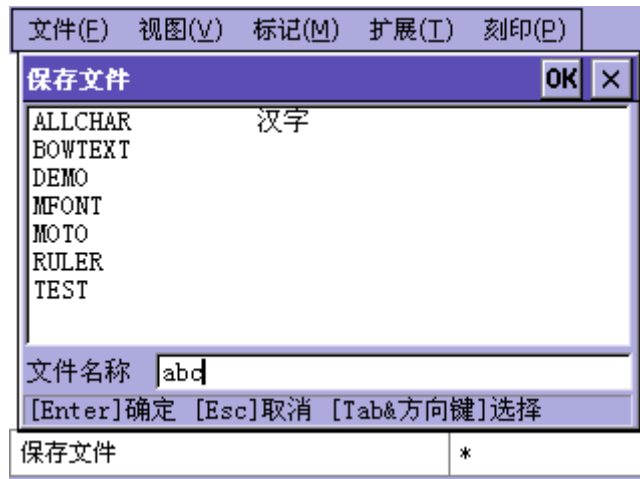 文件(F) 视图(V) 标记(M) 扩展(T) 刻印(P)
保存文件 OK ×
ALLCHAR 汉字
BOWTEXT
DEMO
MFONT
MOTO
RULER
TEST
文件名称 abc
[Enter]确定 [Esc]取消 [Tab&方向键]选择
保存文件 *